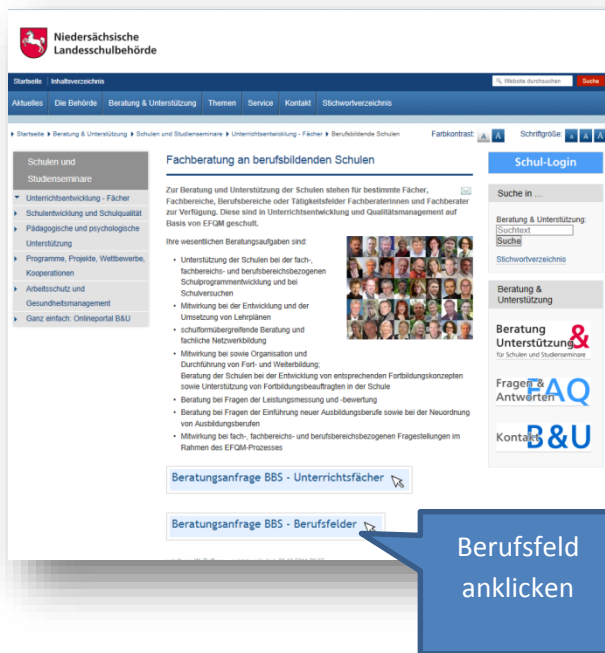 Niedersächsische
Landesschulbehörde
Startseite Inhaltsverzeichnis
Website durchsuchen Suche
Aktuelles Die Behörde Beratung & Unterstützung Themen Service Kontakt Stichwortverzeichnis
Startseite Beratung & Unterstützung Schulen und Studienseminare Unterrichtsentwicklung - Fächer Berufsbildende Schulen
Farbkontrast: A A Schriftgröße: A A A
Schulen und
Studienseminare
Unterrichtsentwicklung - Fächer
Schulentwicklung und Schulqualität
Pädagogische und psychologische
Unterstützung
Programme, Projekte, Wettbewerbe,
Kooperationen
Arbeitsschutz und
Gesundheitsmanagement
Ganz einfach: Onlineportal B&U
Fachberatung an berufsbildenden Schulen
Zur Beratung und Unterstützung der Schulen stehen für bestimmte Fächer,
Fachbereiche, Berufsbereiche oder Tätigkeitsfelder Fachberaterinnen und Fachberater
zur Verfügung. Diese sind in Unterrichtsentwicklung und Qualitätsmanagement auf
Basis von EFQM geschult.
Ihre wesentlichen Beratungsaufgaben sind:
• Unterstützung der Schulen bei der fach-,
fachbereichs- und berufsbereichsbezogenen
Schulprogrammentwicklung und bei
Schulversuchen
• Mitwirkung bei der Entwicklung und der
Umsetzung von Lehrplänen
• schulformübergreifende Beratung und
fachliche Netzwerkbildung
• Mitwirkung bei sowie Organisation und
Durchführung von Fort- und Weiterbildung;
Beratung der Schulen bei der Entwicklung von entsprechenden Fortbildungskonzepten
sowie Unterstützung von Fortbildungsbeauftragten in der Schule
• Beratung bei Fragen der Leistungsmessung und -bewertung
• Beratung bei Fragen der Einführung neuer Ausbildungsberufe sowie bei der Neuordnung
von Ausbildungsberufen
• Mitwirkung bei fach-, fachbereichs- und berufsbereichsbezogenen Fragestellungen im
Rahmen des EFQM-Prozesses
Beratungsanfrage BBS - Unterrichtsfächer
Beratungsanfrage BBS - Berufsfelder
Schul-Login
Suche in ...
Beratung & Unterstützung:
Suchtext
Suche
Stichwortverzeichnis
Beratung &
Unterstützung
Beratung
Unterstützung &
für Schulen und Studienseminare
Fragen &
Antworten FAQ
Kontakt B&U
Berufsfeld
anklicken